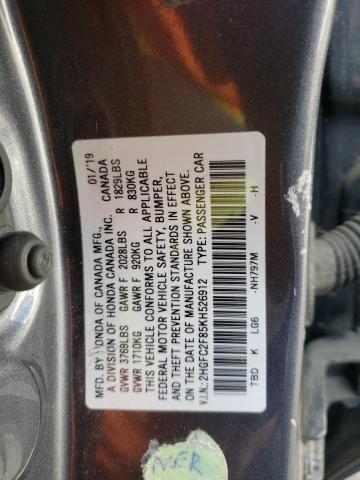 MFD. BY HONDA OF CANADA MFG., 01/19
A DIVISION OF HONDA CANADA INC. CANADA
GVWR 3769LBS GAWR F 2028LBS R 1829LBS
GVWR 1710KG GAWR F 920KG R 830KG
THIS VEHICLE CONFORMS TO ALL APPLICABLE
FEDERAL MOTOR VEHICLE SAFETY, BUMPER,
AND THEFT PREVENTION STANDARDS IN EFFECT
ON THE DATE OF MANUFACTURE SHOWN ABOVE.
V.I.N.: 2HGFC2F85KH526912 TYPE: PASSENGER CAR
TBD K LG6 -NH797M -V -H
NFR